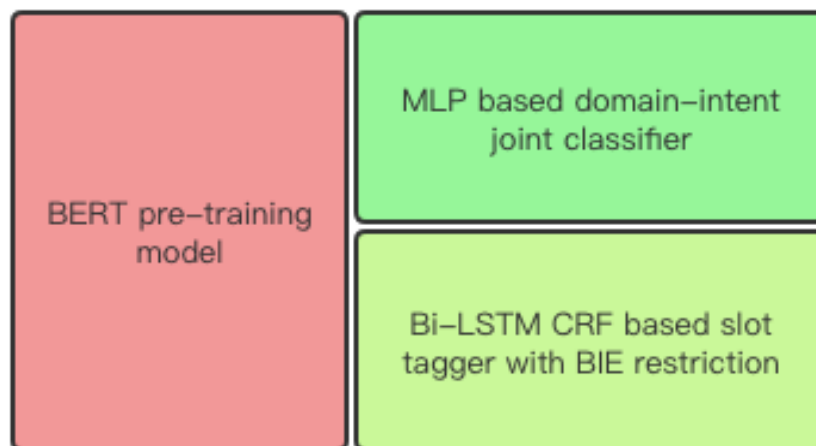 BERT pre–training
model
MLP based domain–intent
joint classifier
Bi–LSTM CRF based slot
tagger with BIE restriction